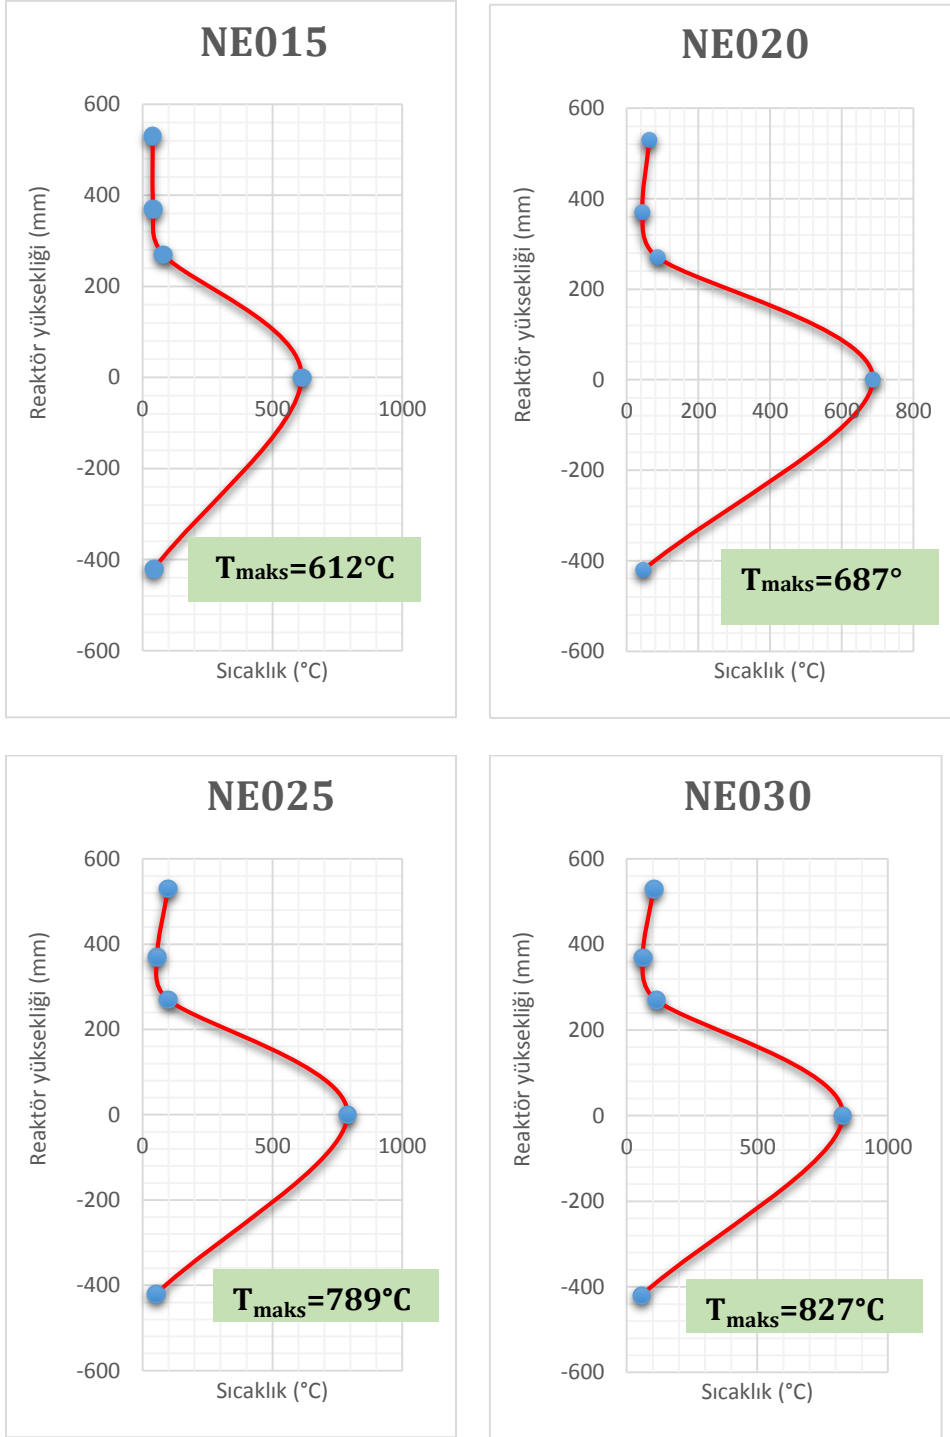 NE015
600
400
200
0
-200
-400
-600
0 500 1000
Reaktör yüksekliği (mm)
Sıcaklık (°C)
Tmaks=612°C
NE020
600
400
200
0
-200
-400
-600
0 200 400 600 800
Reaktör yüksekliği (mm)
Sıcaklık (°C)
Tmaks=687°
NE025
600
400
200
0
-200
-400
-600
0 500 1000
Reaktör yüksekliği (mm)
Sıcaklık (°C)
Tmaks=789°C
NE030
600
400
200
0
-200
-400
-600
0 500 1000
Reaktör yüksekliği (mm)
Sıcaklık (°C)
Tmaks=827°C